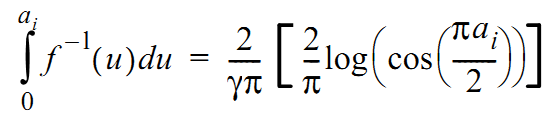 ∫₀^{a_i} f⁻¹(u)du = 2/(γπ) [ 2/π log(cos(πa_i/2)) ]